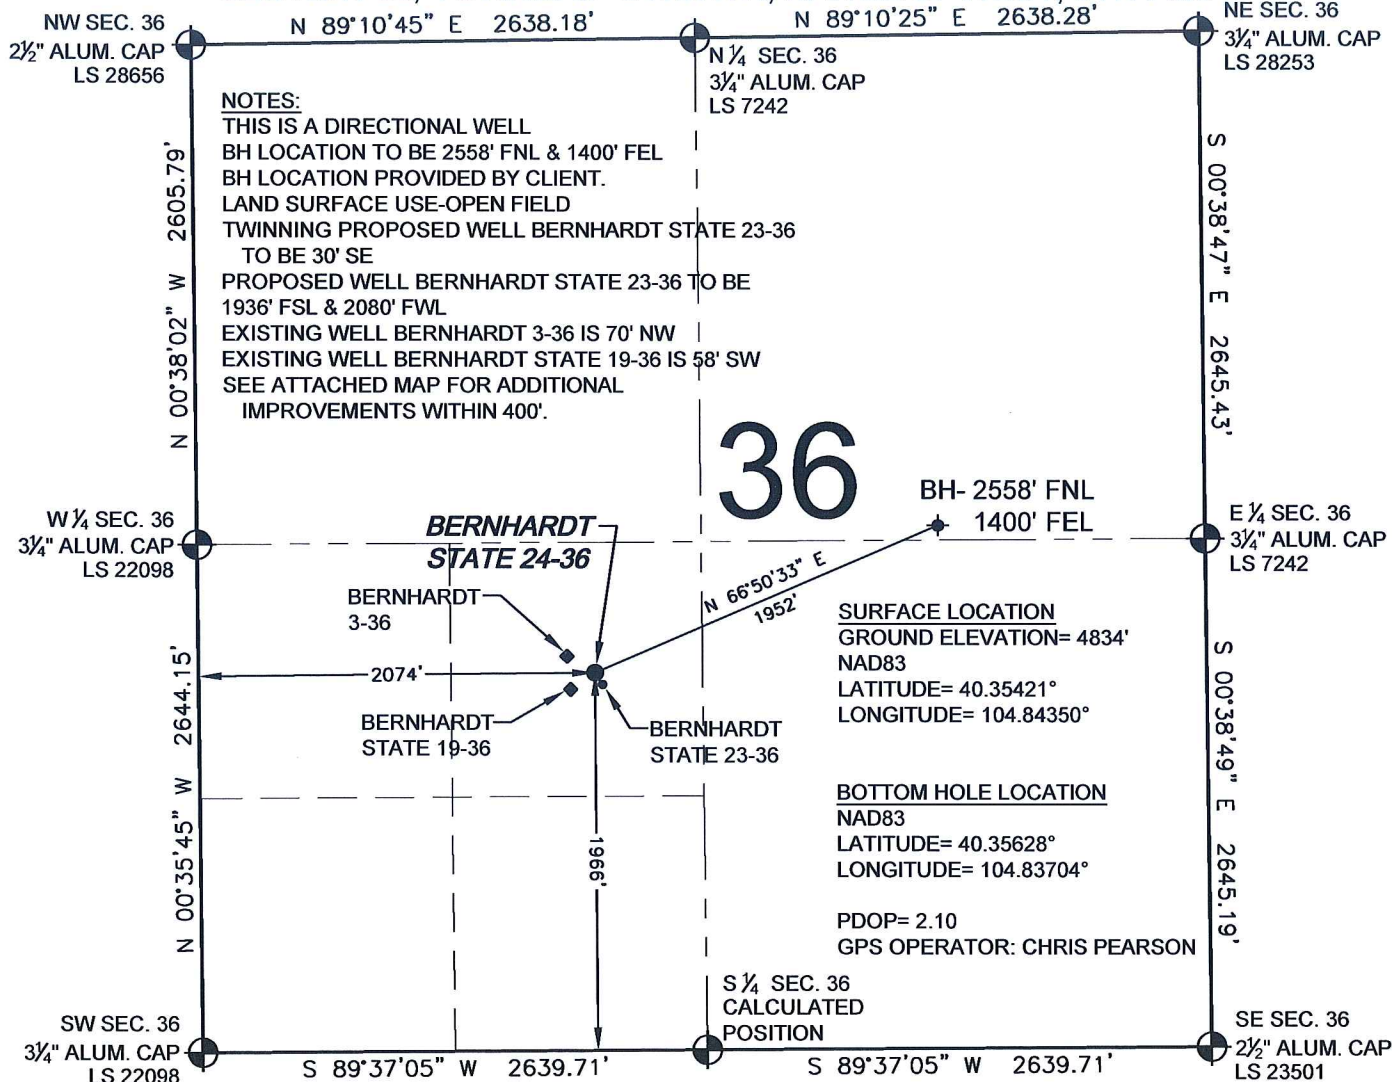 N 89°10'45" E 2638.18'
N 89°10'25" E 2638.28'
NW SEC. 36
2½" ALUM. CAP
LS 28656
N ¼ SEC. 36
3¼" ALUM. CAP
LS 7242
NE SEC. 36
3¼" ALUM. CAP
LS 28253
NOTES:
THIS IS A DIRECTIONAL WELL
BH LOCATION TO BE 2558' FNL & 1400' FEL
BH LOCATION PROVIDED BY CLIENT.
LAND SURFACE USE-OPEN FIELD
TWINNING PROPOSED WELL BERNHARDT STATE 23-36
TO BE 30' SE
PROPOSED WELL BERNHARDT STATE 23-36 TO BE
1936' FSL & 2080' FWL
EXISTING WELL BERNHARDT 3-36 IS 70' NW
EXISTING WELL BERNHARDT STATE 19-36 IS 58' SW
SEE ATTACHED MAP FOR ADDITIONAL
IMPROVEMENTS WITHIN 400'.
N 00°38'02" W 2605.79'
S 00°38'47" E 2645.43'
36
BH- 2558' FNL
1400' FEL
W ¼ SEC. 36
3¼" ALUM. CAP
LS 22098
BERNHARDT
STATE 24-36
E ¼ SEC. 36
3¼" ALUM. CAP
LS 7242
BERNHARDT
3-36
N 66°50'33" E
1952'
2074'
BERNHARDT
STATE 19-36
BERNHARDT
STATE 23-36
SURFACE LOCATION
GROUND ELEVATION= 4834'
NAD83
LATITUDE= 40.35421°
LONGITUDE= 104.84350°
N 00°35'45" W 2644.15'
S 00°38'49" E 2645.19'
1966'
BOTTOM HOLE LOCATION
NAD83
LATITUDE= 40.35628°
LONGITUDE= 104.83704°
PDOP= 2.10
GPS OPERATOR: CHRIS PEARSON
SW SEC. 36
3¼" ALUM. CAP
LS 22098
S ¼ SEC. 36
CALCULATED
POSITION
SE SEC. 36
2½" ALUM. CAP
LS 23501
S 89°37'05" W 2639.71'
S 89°37'05" W 2639.71'